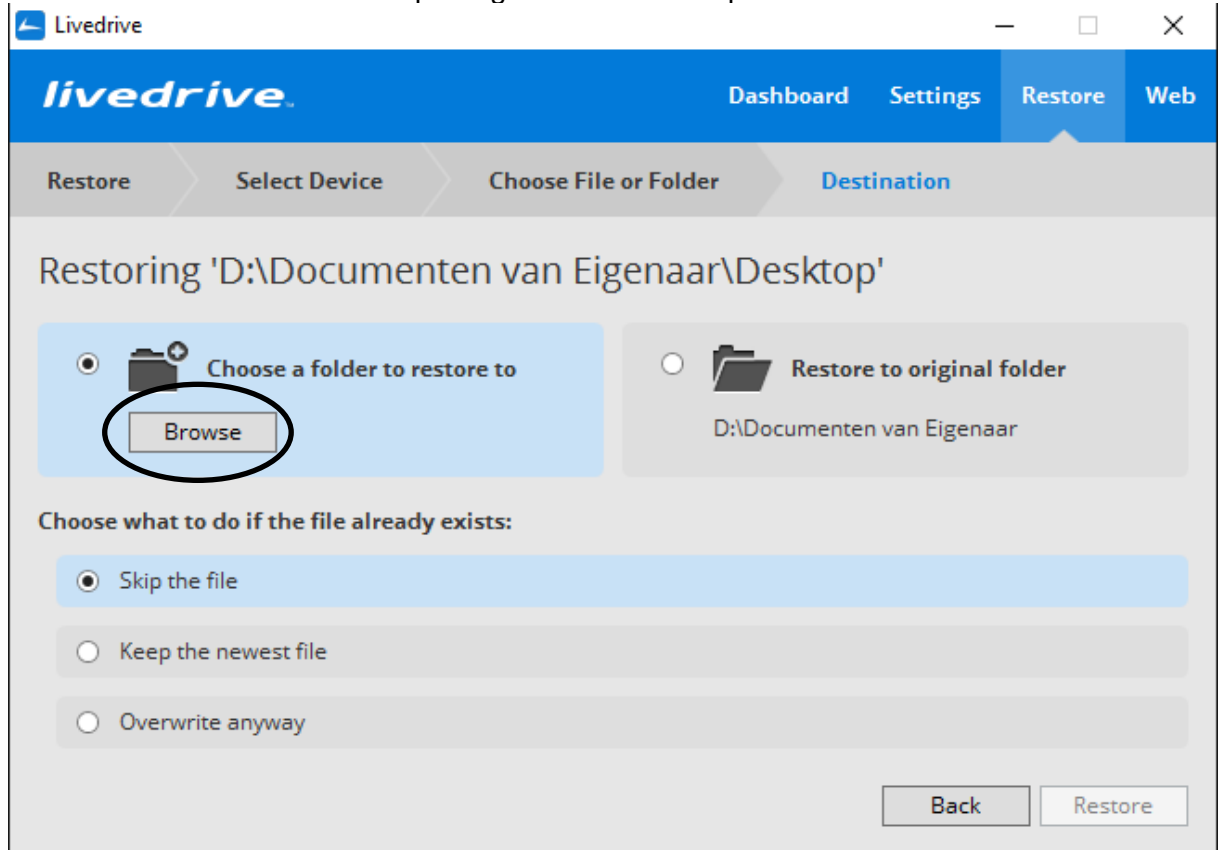 Livedrive
livedrive
Dashboard Settings Restore Web
Restore Select Device Choose File or Folder Destination
Restoring 'D:\Documenten van Eigenaar\Desktop'
Choose a folder to restore to
Browse
Restore to original folder
D:\Documenten van Eigenaar
Choose what to do if the file already exists:
Skip the file
Keep the newest file
Overwrite anyway
Back Restore